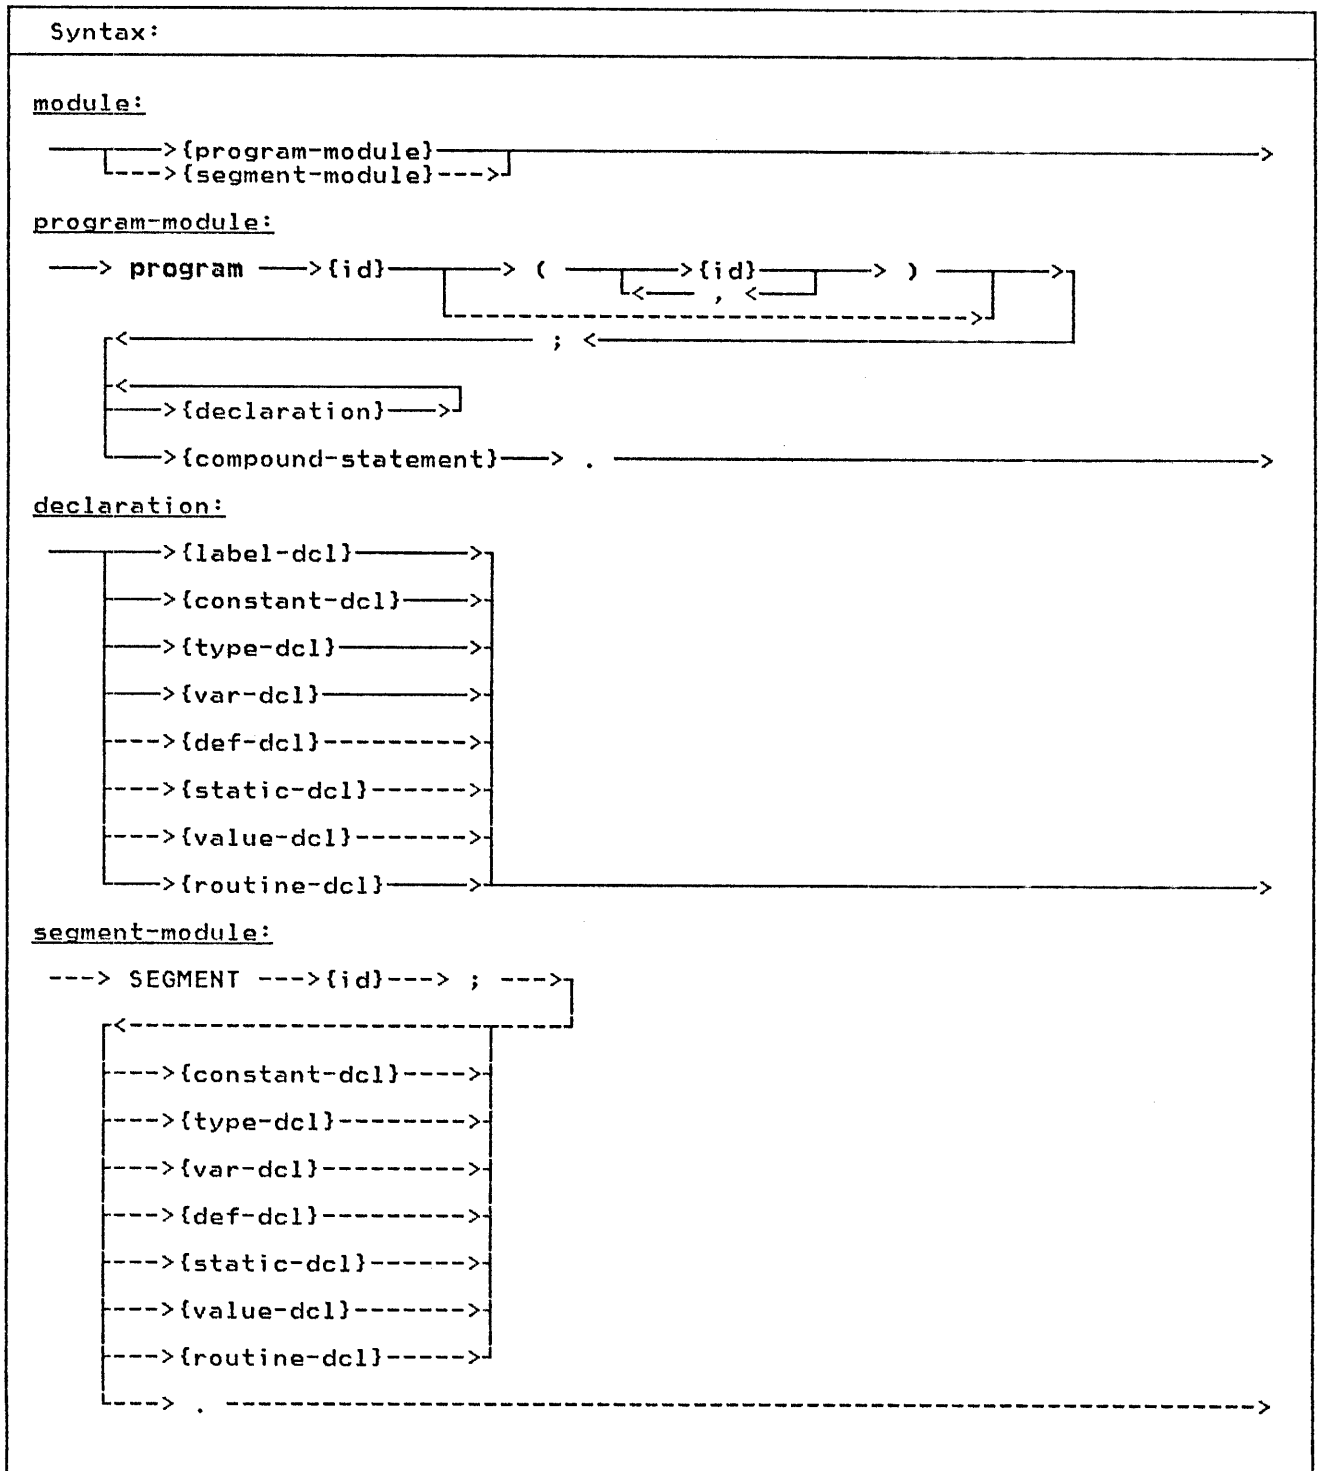 Syntax:
module:
{program-module}
{segment-module}
program-module:
program {id} ( {id} )
,
;
{declaration}
{compound-statement} .
declaration:
{label-dcl}
{constant-dcl}
{type-dcl}
{var-dcl}
{def-dcl}
{static-dcl}
{value-dcl}
{routine-dcl}
segment-module:
SEGMENT {id} ;
{constant-dcl}
{type-dcl}
{var-dcl}
{def-dcl}
{static-dcl}
{value-dcl}
{routine-dcl}
.